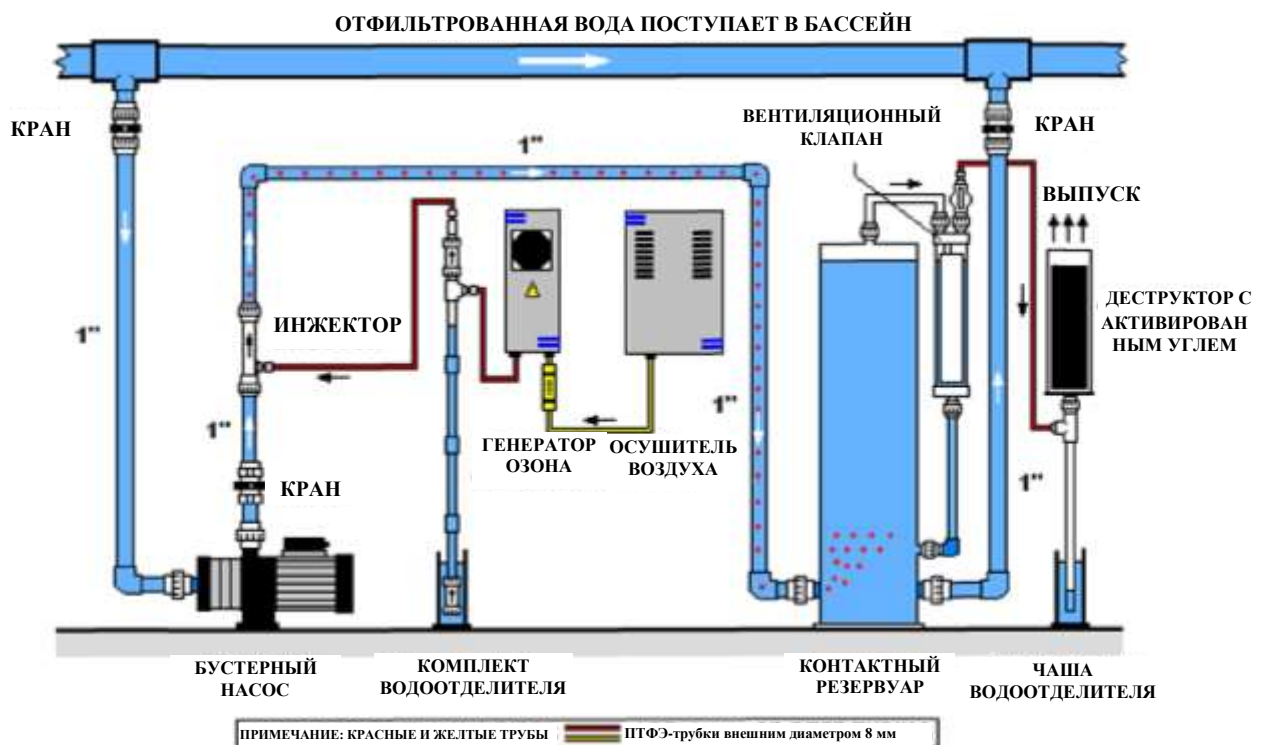 ОТФИЛЬТРОВАННАЯ ВОДА ПОСТУПАЕТ В БАССЕЙН
КРАН
ВЕНТИЛЯЦИОННЫЙ
КЛАПАН
КРАН
1"
ВЫПУСК
1"
ИНЖЕКТОР
ДЕСТРУКТОР С
АКТИВИРОВАН
НЫМ УГЛЕМ
1"
1"
ГЕНЕРАТОР
ОЗОНА
ОСУШИТЕЛЬ
ВОЗДУХА
КРАН
1"
БУСТЕРНЫЙ
НАСОС
КОМПЛЕКТ
ВОДООТДЕЛИТЕЛЯ
КОНТАКТНЫЙ
РЕЗЕРВУАР
ЧАША
ВОДООТДЕЛИТЕЛЯ
ПРИМЕЧАНИЕ: КРАСНЫЕ И ЖЕЛТЫЕ ТРУБЫ ПТФЭ-трубки внешним диаметром 8 мм